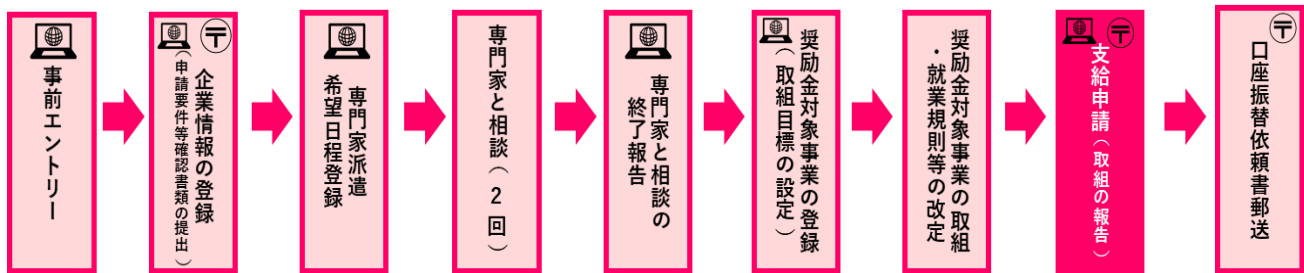 事前エントリー
〒
企業情報の登録
（申請要件等確認書類の提出）
専門家派遣
希望日程登録
専門家と相談（２回）
専門家と相談の
終了報告
奨励金対象事業の登録
（取組目標の設定）
奨励金対象事業の取組
・就業規則等の改定
〒
支給申請（取組の報告）
〒
口座振替依頼書郵送